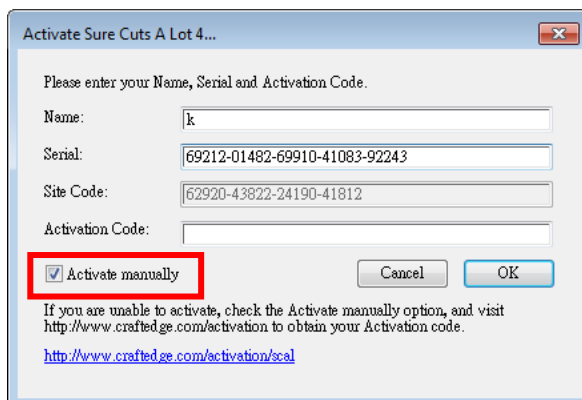 Activate Sure Cuts A Lot 4...
Please enter your Name, Serial and Activation Code.
Name: k
Serial: 69212-01482-69910-41083-92243
Site Code: 62920-43822-24190-41812
Activation Code:
Activate manually Cancel OK
If you are unable to activate, check the Activate manually option, and visit
http://www.craftedge.com/activation to obtain your Activation code.
http://www.craftedge.com/activation/scal